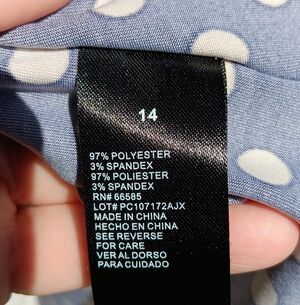 14
97% POLYESTER
3% SPANDEX
97% POLIESTER
3% SPANDEX
RN# 66585
LOT# PC107172AJX
MADE IN CHINA
HECHO EN CHINA
SEE REVERSE
FOR CARE
VER AL DORSO
PARA CUIDADO